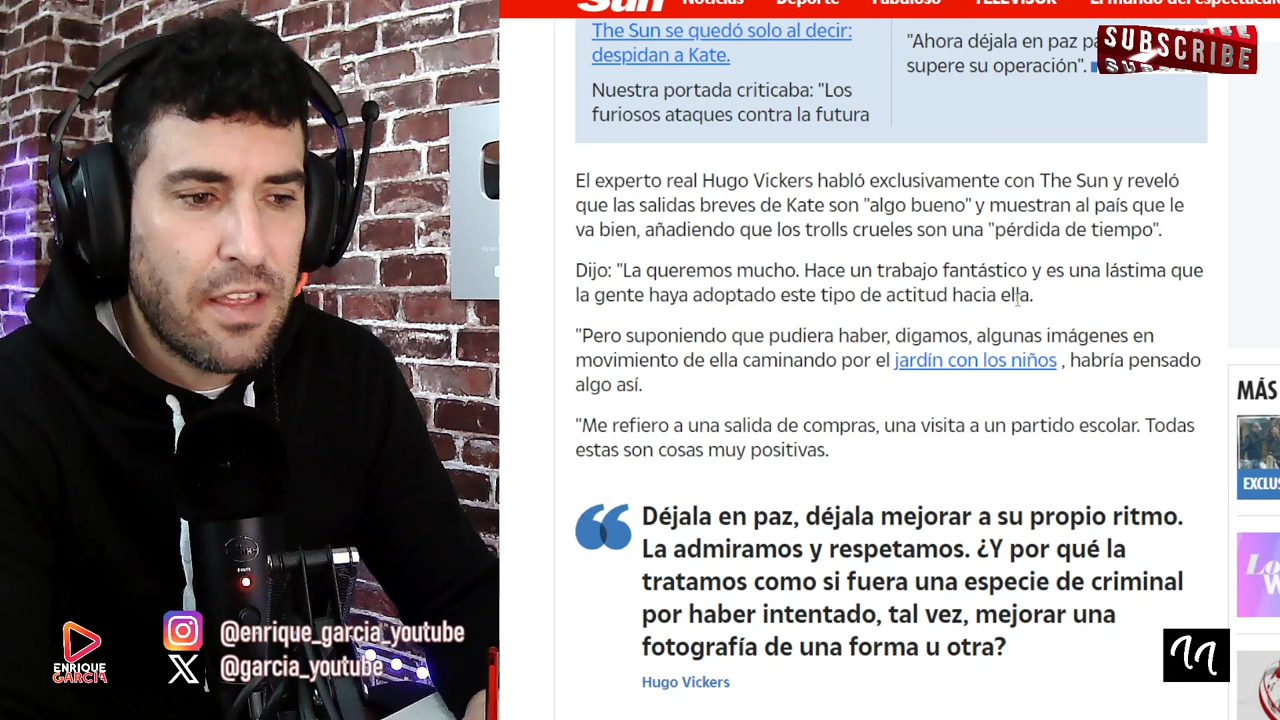 Sun Noticias Deporte Fabuloso TELEVISOR El mundo del espectáculo
SUBSCRIBE
The Sun se quedó solo al decir:
despidan a Kate.
Nuestra portada criticaba: "Los
furiosos ataques contra la futura
"Ahora déjala en paz
supere su operación".
El experto real Hugo Vickers habló exclusivamente con The Sun y reveló
que las salidas breves de Kate son "algo bueno" y muestran al país que le
va bien, añadiendo que los trolls crueles son una "pérdida de tiempo".
Dijo: "La queremos mucho. Hace un trabajo fantástico y es una lástima que
la gente haya adoptado este tipo de actitud hacia ella.
"Pero suponiendo que pudiera haber, digamos, algunas imágenes en
movimiento de ella caminando por el jardín con los niños , habría pensado
algo así.
"Me refiero a una salida de compras, una visita a un partido escolar. Todas
estas son cosas muy positivas.
Déjala en paz, déjala mejorar a su propio ritmo.
La admiramos y respetamos. ¿Y por qué la
tratamos como si fuera una especie de criminal
por haber intentado, tal vez, mejorar una
fotografía de una forma u otra?
Hugo Vickers
MÁS
EXCLUS
ENRIQUE
GARCIA
@enrique_garcia_youtube
@garcia_youtube